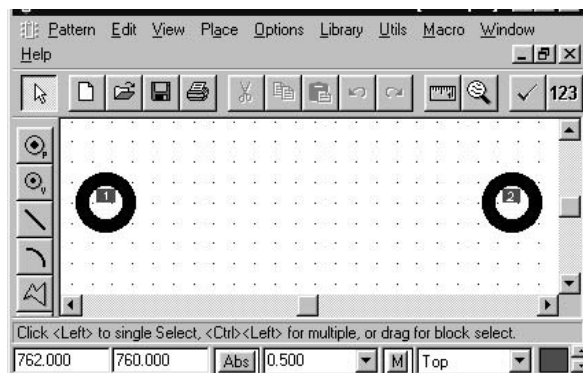 Pattern Edit View Place Options Library Utils Macro Window
Help
123
P
V
1 2
Click <Left> to single Select, <Ctrl><Left> for multiple, or drag for block select.
762.000 760.000 Abs 0.500 M Top